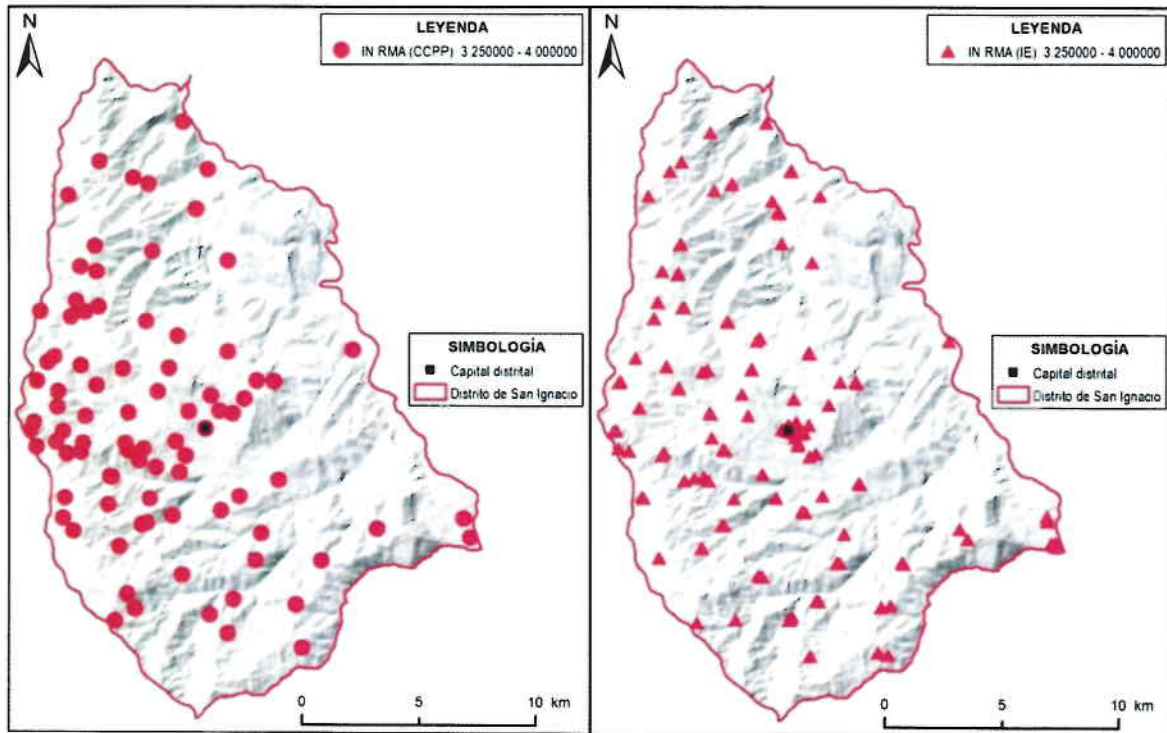 N
LEYENDA
IN RMA (CCPP) 3 250000 - 4 000000
SIMBOLOGÍA
Capital distrital
Distrito de San Ignacio
0 5 10 km
N
LEYENDA
IN RMA (IE) 3 250000 - 4 000000
SIMBOLOGÍA
Capital distrital
Distrito de San Ignacio
0 5 10 km